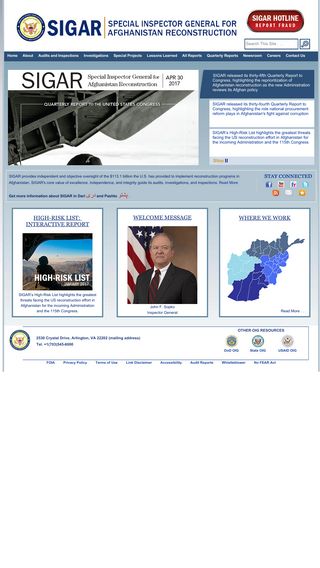 SIGAR
SPECIAL INSPECTOR GENERAL FOR
AFGHANISTAN RECONSTRUCTION
SIGAR HOTLINE
REPORT FRAUD
Search This Site
Home About Audits and Inspections Investigations Special Projects Lessons Learned All Reports Quarterly Reports Newsroom Careers Contact Us
SIGAR
Special Inspector General for
Afghanistan Reconstruction
APR 30
2017
QUARTERLY REPORT TO THE UNITED STATES CONGRESS
SIGAR released its thirty-fifth Quarterly Report to
Congress, highlighting the reprioritization of
Afghanistan reconstruction as the new Administration
reviews its Afghan policy
SIGAR released its thirty-fourth Quarterly Report to
Congress, highlighting the role national procurement
reform plays in Afghanistan's fight against corruption
SIGAR's High-Risk List highlights the greatest threats
facing the US reconstruction effort in Afghanistan for
the incoming Administration and the 115th Congress.
Stop
SIGAR provides independent and objective oversight of the $113.1 billion the U.S. has provided to implement reconstruction programs in
Afghanistan. SIGAR's core value of excellence, independence, and integrity guide its audits, investigations, and inspections. Read More
Get more information about SIGAR in Dari دری and Pashto پښتو
STAY CONNECTED
HIGH-RISK LIST:
INTERACTIVE REPORT
HIGH-RISK LIST
JANUARY 2017
SIGAR's High-Risk List highlights the greatest
threats facing the US reconstruction effort in
Afghanistan for the incoming Administration
and the 115th Congress.
WELCOME MESSAGE
John F. Sopko
Inspector General
WHERE WE WORK
Read More
2530 Crystal Drive, Arlington, VA 22202 (mailing address)
Tel. +1(703)545-6000
OTHER OIG RESOURCES
DoD OIG State OIG USAID OIG
FOIA Privacy Policy Terms of Use Link Disclaimer Accessibility Audit Reports Whistleblower No FEAR Act